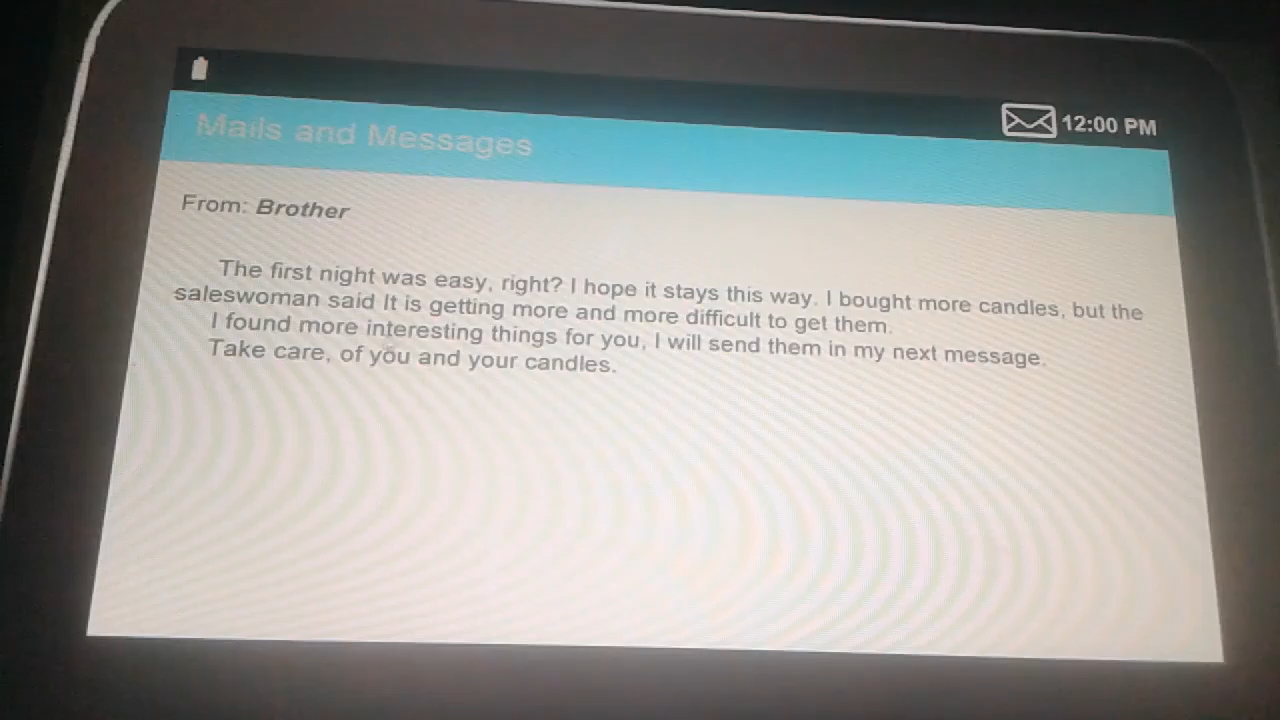 12:00 PM
Mails and Messages
From: Brother
The first night was easy, right? I hope it stays this way. I bought more candles, but the
saleswoman said It is getting more and more difficult to get them.
I found more interesting things for you, I will send them in my next message.
Take care, of you and your candles.